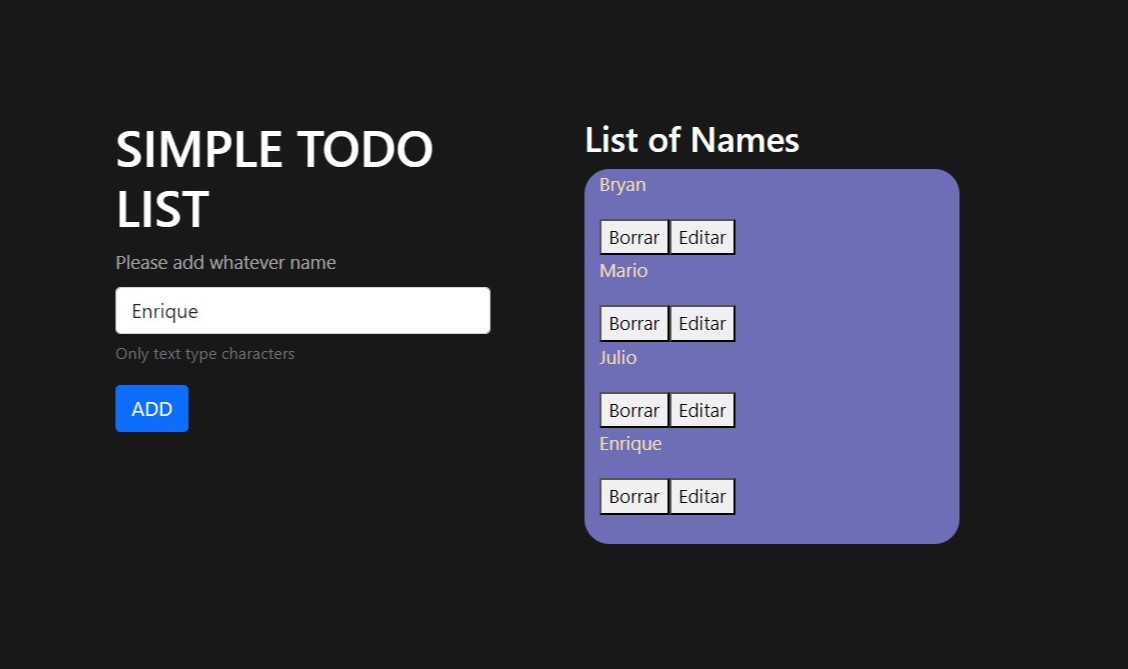 SIMPLE TODO
LIST
Please add whatever name
Enrique
Only text type characters
ADD
List of Names
Bryan
Borrar Editar
Mario
Borrar Editar
Julio
Borrar Editar
Enrique
Borrar Editar